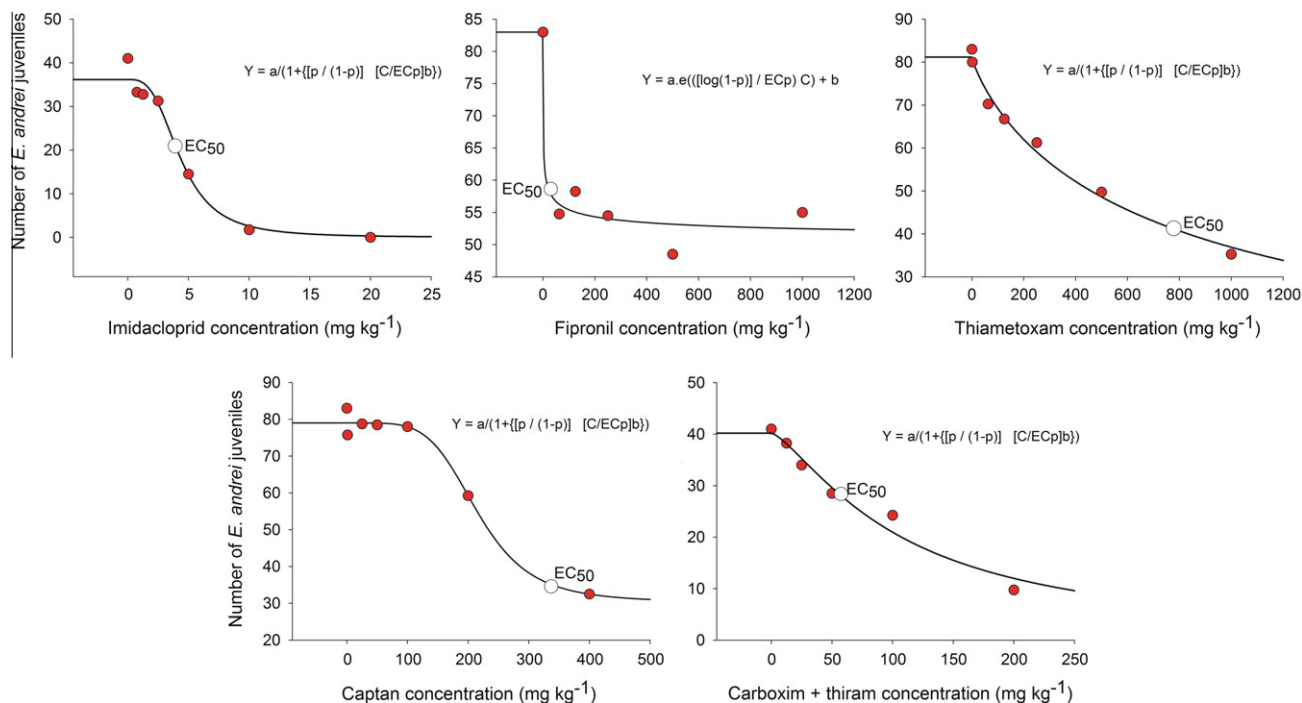 50
40
30
20
10
0
Number of E. andrei juveniles
Y = a/(1+{[p / (1-p)] [C/ECp]b})
EC50
0 5 10 15 20 25
Imidacloprid concentration (mg kg-1)
85
80
75
70
65
60
55
50
45
Y = a.e(([log(1-p)] / ECp) C) + b
EC50
0 200 400 600 800 1000 1200
Fipronil concentration (mg kg-1)
90
80
70
60
50
40
30
Y = a/(1+{[p / (1-p)] [C/ECp]b})
EC50
0 200 400 600 800 1000 1200
Thiametoxam concentration (mg kg-1)
90
80
70
60
50
40
30
20
Number of E. andrei juveniles
Y = a/(1+{[p / (1-p)] [C/ECp]b})
EC50
0 100 200 300 400 500
Captan concentration (mg kg-1)
50
40
30
20
10
0
Y = a/(1+{[p / (1-p)] [C/ECp]b})
EC50
0 50 100 150 200 250
Carboxim + thiram concentration (mg kg-1)